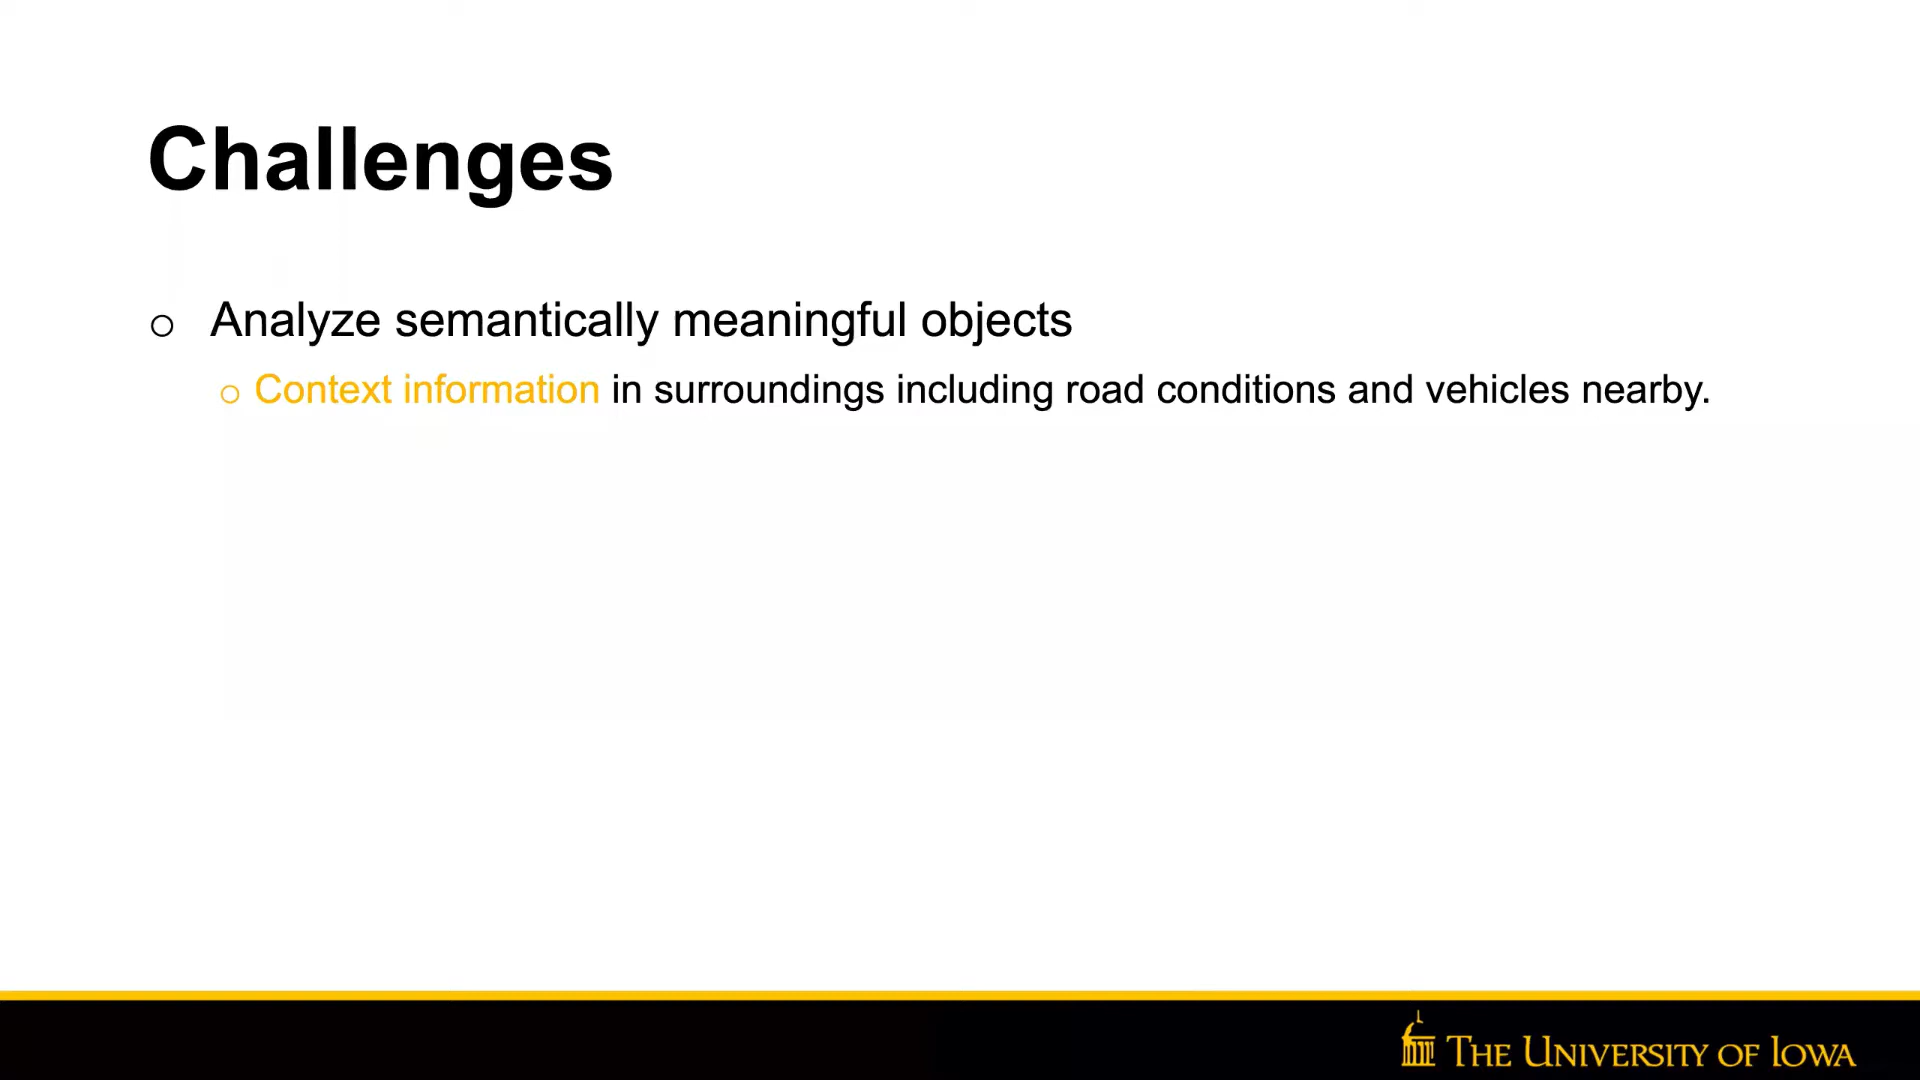 Challenges
o Analyze semantically meaningful objects
o Context information in surroundings including road conditions and vehicles nearby.
THE UNIVERSITY OF IOWA